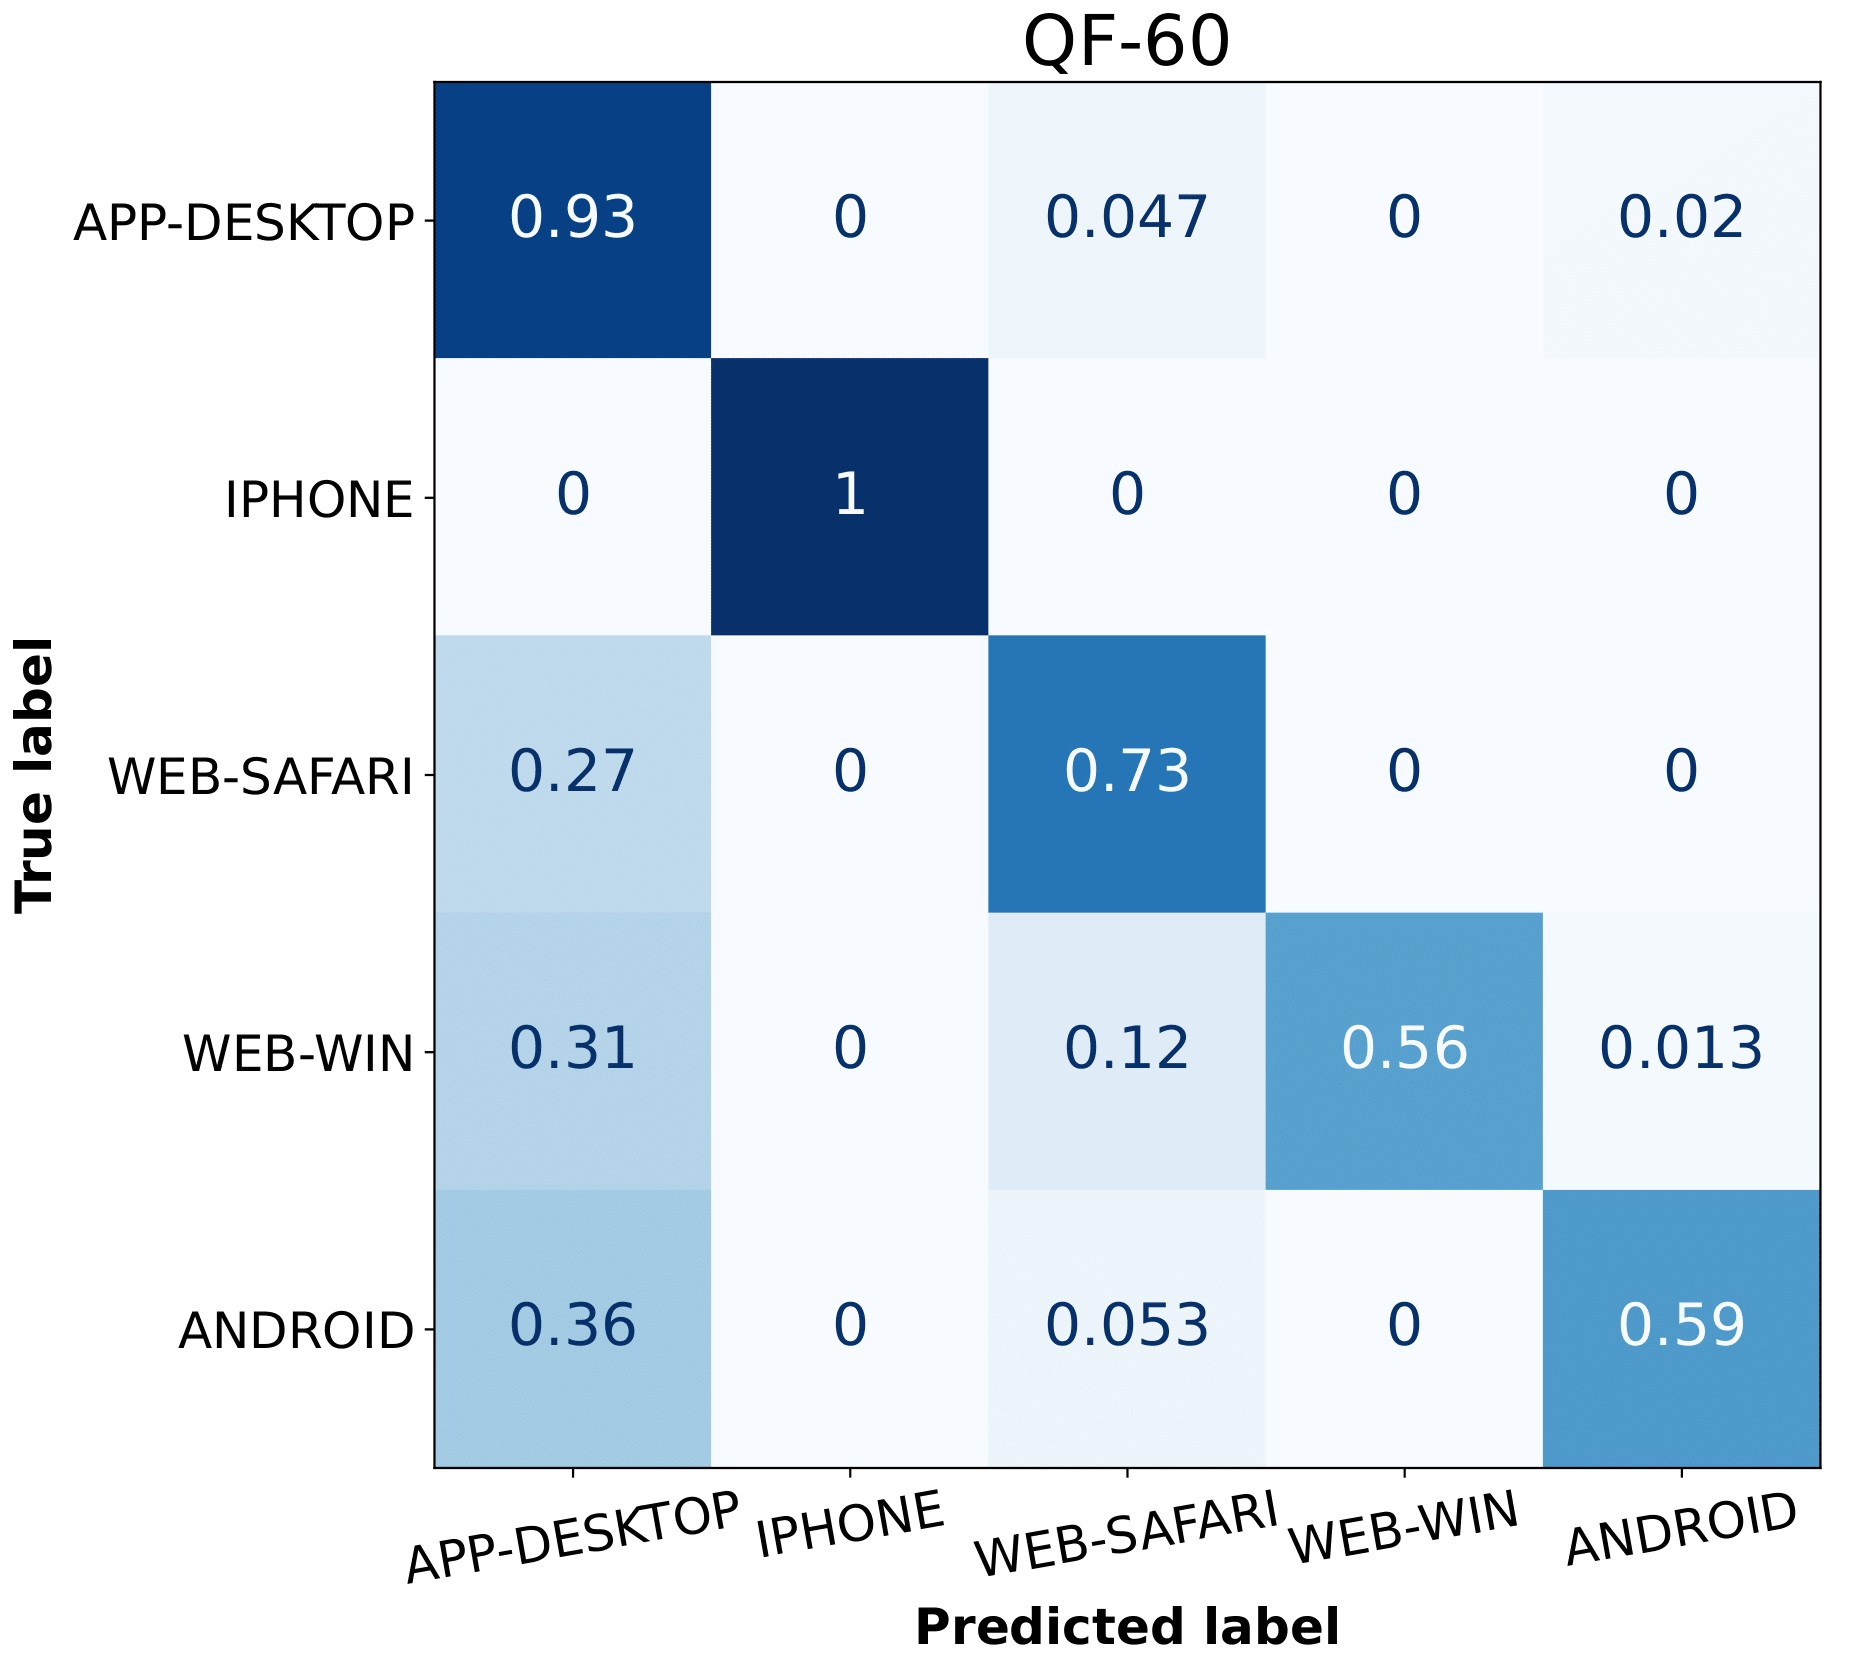 QF-60
APP-DESKTOP 0.93 0 0.047 0 0.02
IPHONE 0 1 0 0 0
WEB-SAFARI 0.27 0 0.73 0 0
WEB-WIN 0.31 0 0.12 0.56 0.013
ANDROID 0.36 0 0.053 0 0.59
True label
APP-DESKTOP IPHONE WEB-SAFARI WEB-WIN ANDROID
Predicted label